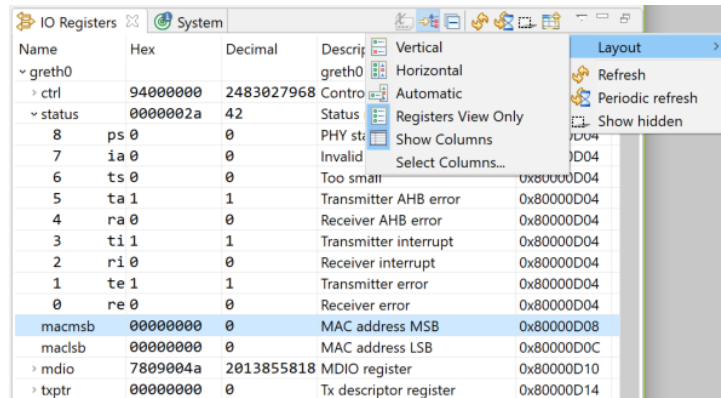 IO Registers System
Name Hex Decimal Descrip Vertical Layout
greth0 greth0 Horizontal Refresh
ctrl 94000000 2483027968 Contro Automatic Periodic refresh
status 0000002a 42 Status Registers View Only Show hidden
8 ps 0 0 PHY sta Show Columns
7 ia 0 0 Invalid Select Columns...
6 ts 0 0 Too small 0x80000D04
5 ta 1 1 Transmitter AHB error 0x80000D04
4 ra 0 0 Receiver AHB error 0x80000D04
3 ti 1 1 Transmitter interrupt 0x80000D04
2 ri 0 0 Receiver interrupt 0x80000D04
1 te 1 1 Transmitter error 0x80000D04
0 re 0 0 Receiver error 0x80000D04
macmsb 00000000 0 MAC address MSB 0x80000D08
maclsb 00000000 0 MAC address LSB 0x80000D0C
mdio 7809004a 2013855818 MDIO register 0x80000D10
txptr 00000000 0 Tx descriptor register 0x80000D14